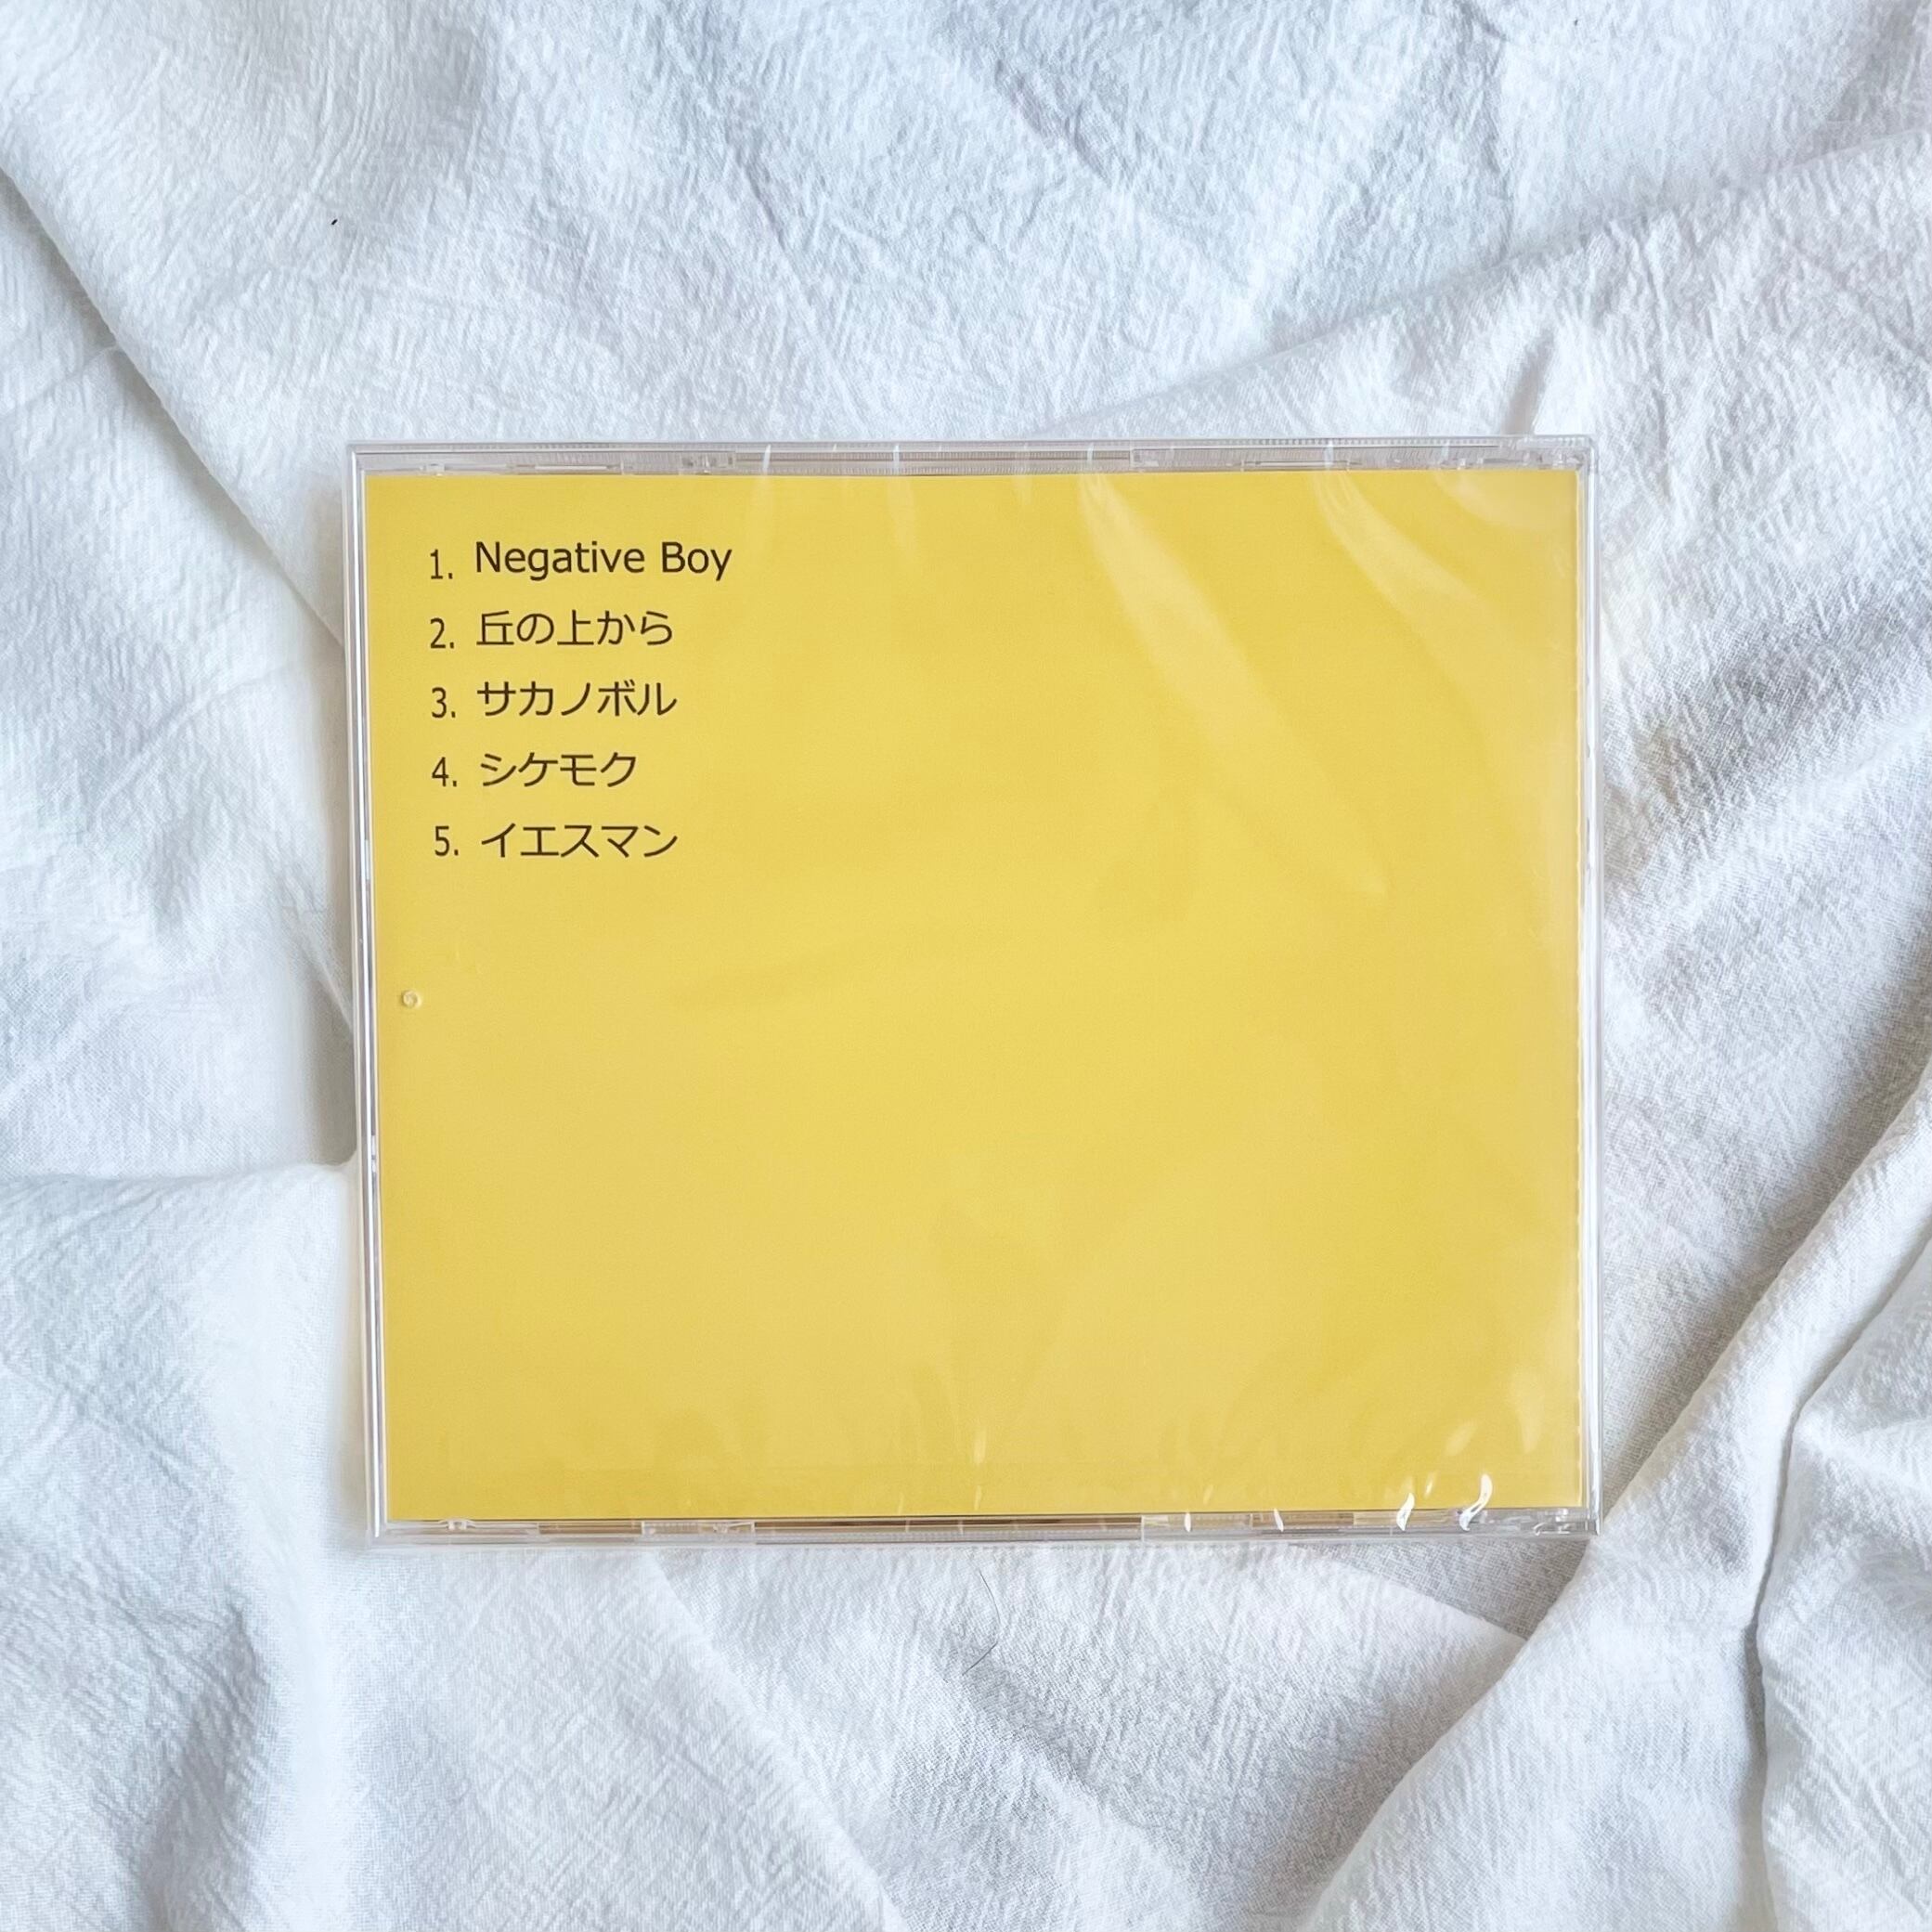 1. Negative Boy
2. 丘の上から
3. サカノボル
4. シケモク
5. イエスマン